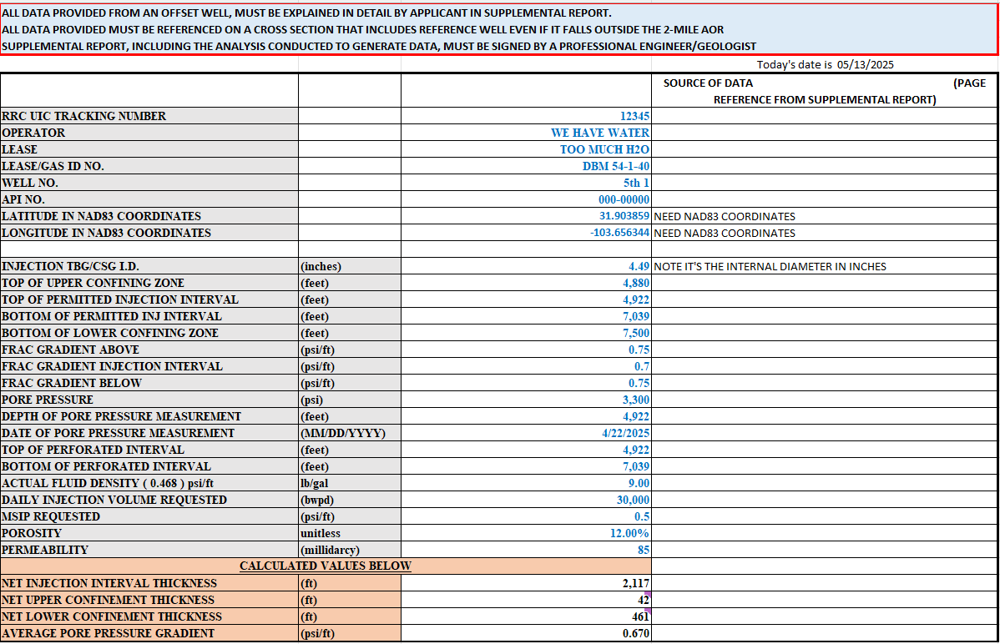 ALL DATA PROVIDED FROM AN OFFSET WELL, MUST BE EXPLAINED IN DETAIL BY APPLICANT IN SUPPLEMENTAL REPORT.
ALL DATA PROVIDED MUST BE REFERENCED ON A CROSS SECTION THAT INCLUDES REFERENCE WELL EVEN IF IT FALLS OUTSIDE THE 2-MILE AOR
SUPPLEMENTAL REPORT, INCLUDING THE ANALYSIS CONDUCTED TO GENERATE DATA, MUST BE SIGNED BY A PROFESSIONAL ENGINEER/GEOLOGIST
Today's date is 05/13/2025
SOURCE OF DATA (PAGE
REFERENCE FROM SUPPLEMENTAL REPORT)
RRC UIC TRACKING NUMBER 12345
OPERATOR WE HAVE WATER
LEASE TOO MUCH H2O
LEASE/GAS ID NO. DBM 54-1-40
WELL NO. 5th 1
API NO. 000-00000
LATITUDE IN NAD83 COORDINATES 31.903859 NEED NAD83 COORDINATES
LONGITUDE IN NAD83 COORDINATES -103.656344 NEED NAD83 COORDINATES
INJECTION TBG/CSG I.D. (inches) 4.49 NOTE IT'S THE INTERNAL DIAMETER IN INCHES
TOP OF UPPER CONFINING ZONE (feet) 4,880
TOP OF PERMITTED INJECTION INTERVAL (feet) 4,922
BOTTOM OF PERMITTED INJ INTERVAL (feet) 7,039
BOTTOM OF LOWER CONFINING ZONE (feet) 7,500
FRAC GRADIENT ABOVE (psi/ft) 0.75
FRAC GRADIENT INJECTION INTERVAL (psi/ft) 0.7
FRAC GRADIENT BELOW (psi/ft) 0.75
PORE PRESSURE (psi) 3,300
DEPTH OF PORE PRESSURE MEASUREMENT (feet) 4,922
DATE OF PORE PRESSURE MEASUREMENT (MM/DD/YYYY) 4/22/2025
TOP OF PERFORATED INTERVAL (feet) 4,922
BOTTOM OF PERFORATED INTERVAL (feet) 7,039
ACTUAL FLUID DENSITY ( 0.468 ) psi/ft lb/gal 9.00
DAILY INJECTION VOLUME REQUESTED (bwpd) 30,000
MSIP REQUESTED (psi/ft) 0.5
POROSITY unitless 12.00%
PERMEABILITY (millidarcy) 85
CALCULATED VALUES BELOW
NET INJECTION INTERVAL THICKNESS (ft) 2,117
NET UPPER CONFINEMENT THICKNESS (ft) 42
NET LOWER CONFINEMENT THICKNESS (ft) 461
AVERAGE PORE PRESSURE GRADIENT (psi/ft) 0.670